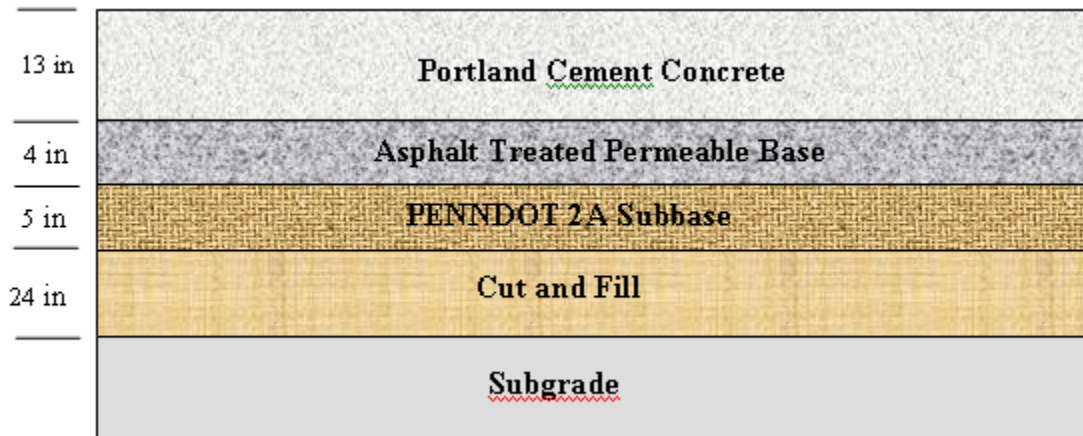 13 in
Portland Cement Concrete
4 in
Asphalt Treated Permeable Base
5 in
PENNDOT 2A Subbase
24 in
Cut and Fill
Subgrade